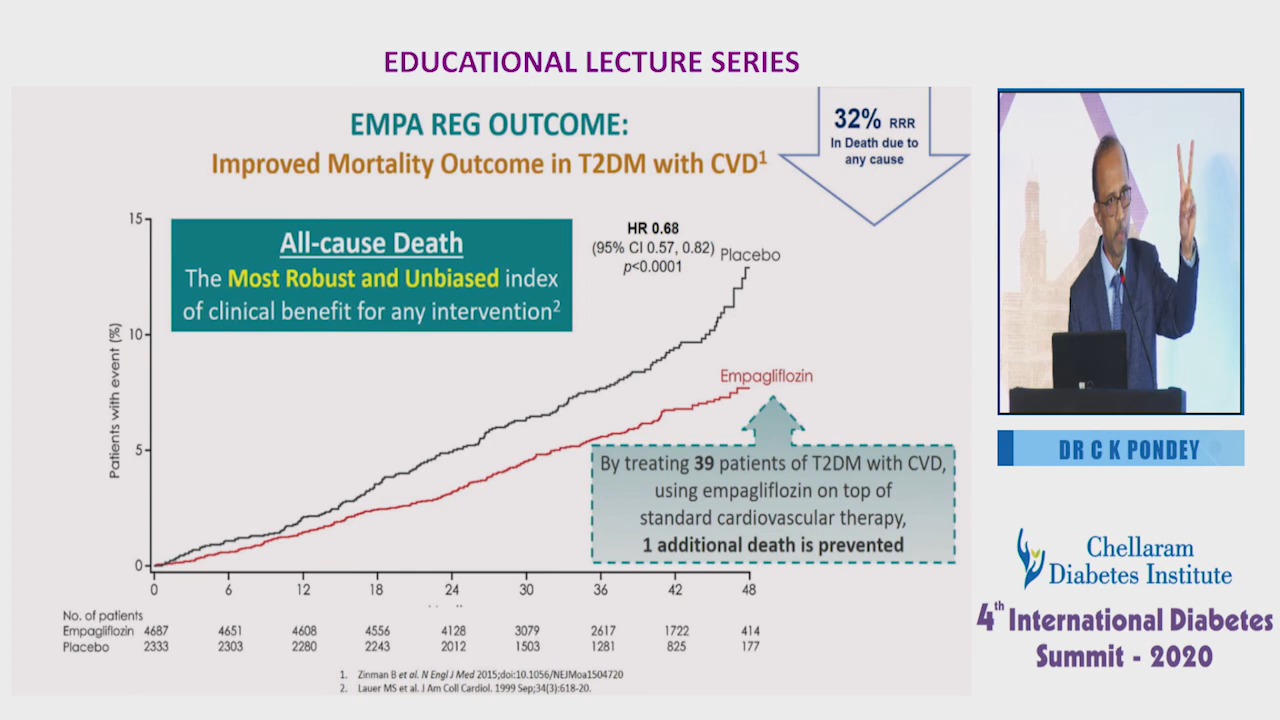 EDUCATIONAL LECTURE SERIES
EMPA REG OUTCOME:
Improved Mortality Outcome in T2DM with CVD1
32% RRR
In Death due to
any cause
All-cause Death
The Most Robust and Unbiased index
of clinical benefit for any intervention2
HR 0.68
(95% CI 0.57, 0.82)
p<0.0001
Placebo
Empagliflozin
By treating 39 patients of T2DM with CVD,
using empagliflozin on top of
standard cardiovascular therapy,
1 additional death is prevented
Patients with event (%)
15
10
5
0
0 6 12 18 24 30 36 42 48
No. of patients
Empagliflozin 4687 4651 4608 4556 4128 3079 2617 1722 414
Placebo 2333 2303 2280 2243 2012 1503 1281 825 177
1. Zinman B et al. N Engl J Med 2015;doi:10.1056/NEJMoa1504720
2. Lauer MS et al. J Am Coll Cardiol. 1999 Sep;34(3):618-20.
DR C K PONDEY
Chellaram
Diabetes Institute
4th International Diabetes
Summit - 2020